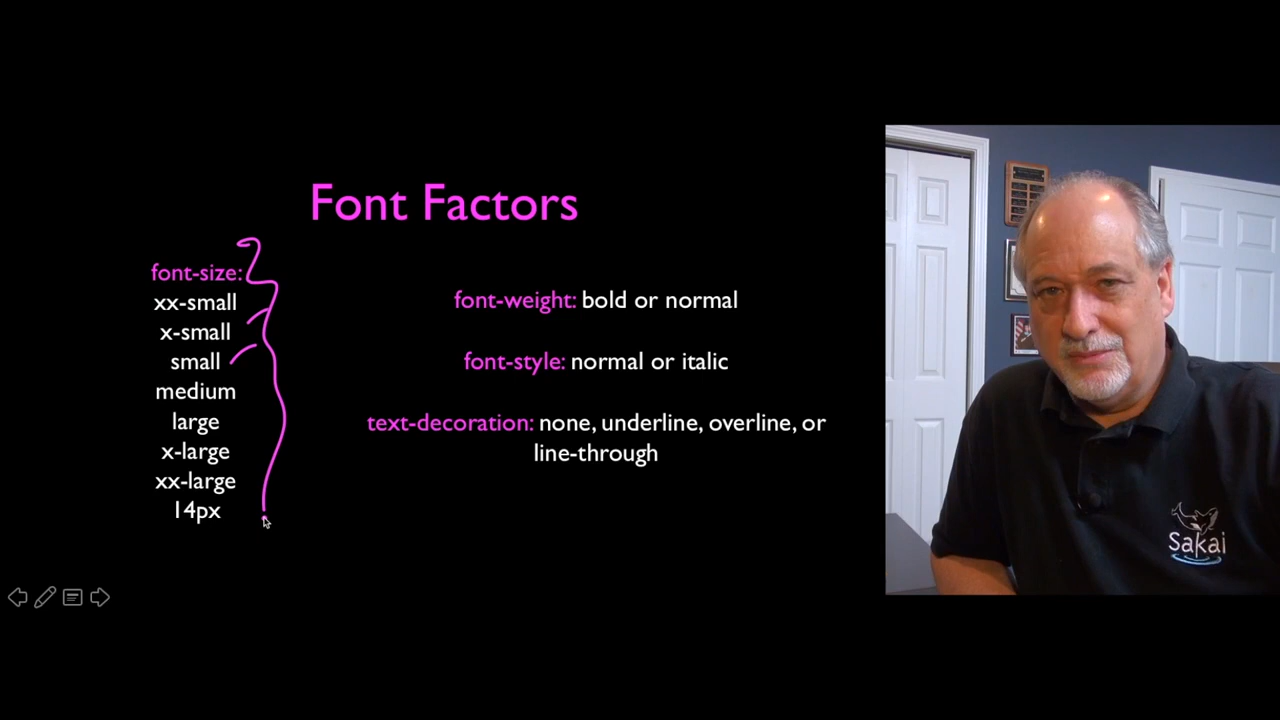 Font Factors
font-size:
xx-small
x-small
small
medium
large
x-large
xx-large
14px
font-weight: bold or normal
font-style: normal or italic
text-decoration: none, underline, overline, or
line-through
Sakai